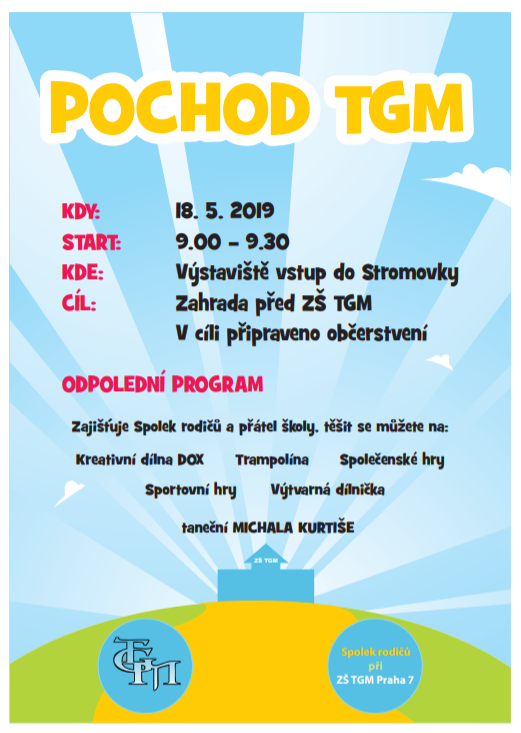 POCHOD TGM
KDY: 18. 5. 2019
START: 9.00 – 9.30
KDE: Výstaviště vstup do Stromovky
CÍL: Zahrada před ZŠ TGM
V cíli připraveno občerstvení
ODPOLEDNÍ PROGRAM
Zajišťuje Spolek rodičů a přátel školy, těšit se můžete na:
Kreativní dílna DOX Trampolína Společenské hry
Sportovní hry Výtvarná dílnička
taneční MICHALA KURTIŠE
ZŠ TGM
Spolek rodičů
při
ZŠ TGM Praha 7